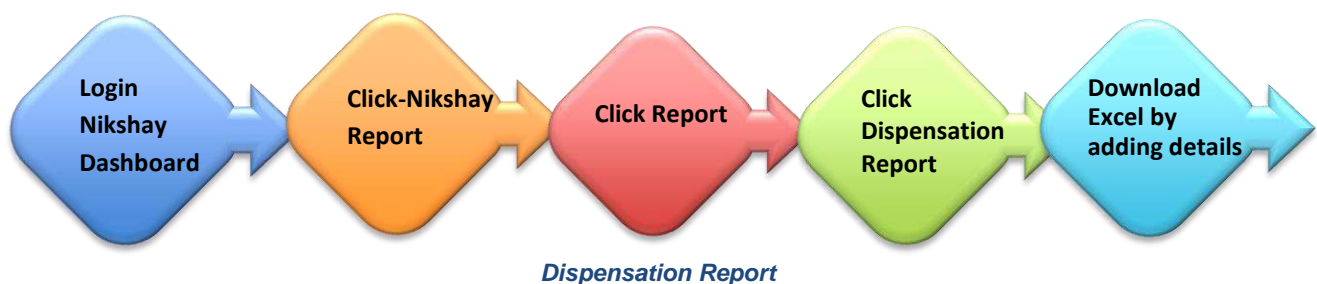 Login
Nikshay
Dashboard
Click-Nikshay
Report
Click Report
Click
Dispensation
Report
Download
Excel by
adding details
Dispensation Report